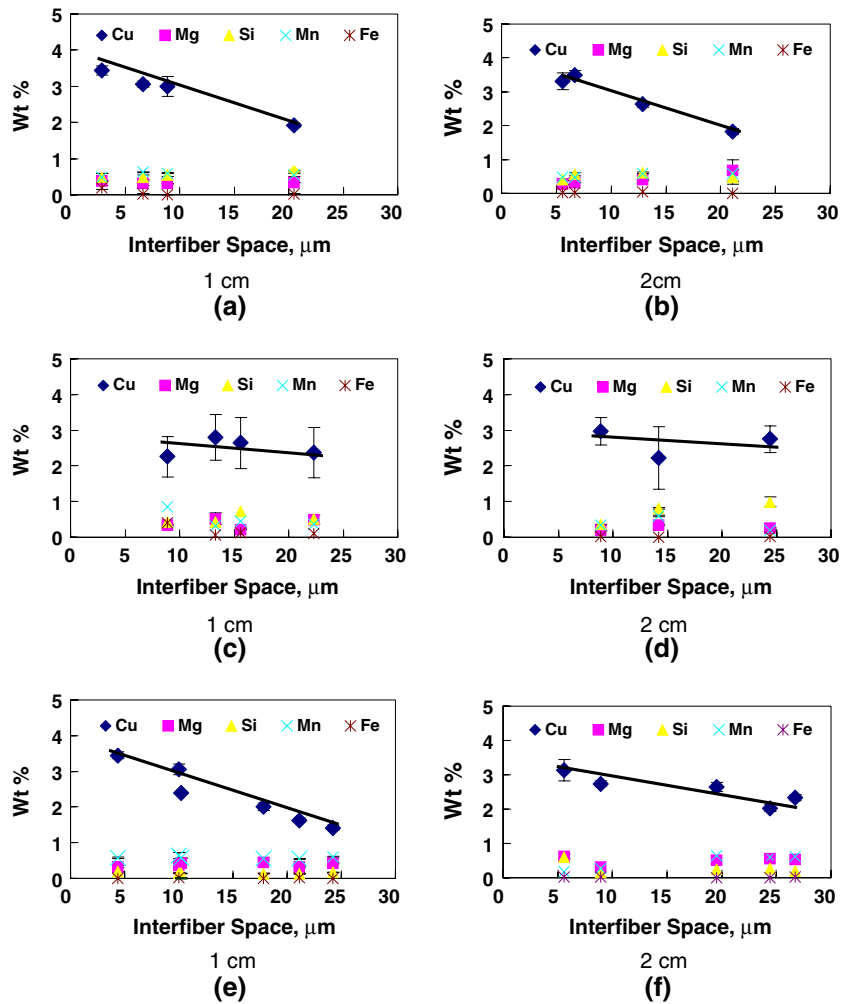 5
4
3
2
1
0
Wt %
Cu Mg Si Mn Fe
0 5 10 15 20 25 30
Interfiber Space, μm
1 cm
(a)
5
4
3
2
1
0
Wt %
Cu Mg Si Mn Fe
0 5 10 15 20 25 30
Interfiber Space, μm
2cm
(b)
5
4
3
2
1
0
Wt %
Cu Mg Si Mn Fe
0 5 10 15 20 25 30
Interfiber Space, μm
1 cm
(c)
5
4
3
2
1
0
Wt %
Cu Mg Si Mn Fe
0 5 10 15 20 25 30
Interfiber Space, μm
2 cm
(d)
5
4
3
2
1
0
Wt %
Cu Mg Si Mn Fe
0 5 10 15 20 25 30
Interfiber Space, μm
1 cm
(e)
5
4
3
2
1
0
Wt %
Cu Mg Si Mn Fe
0 5 10 15 20 25 30
Interfiber Space, μm
2 cm
(f)